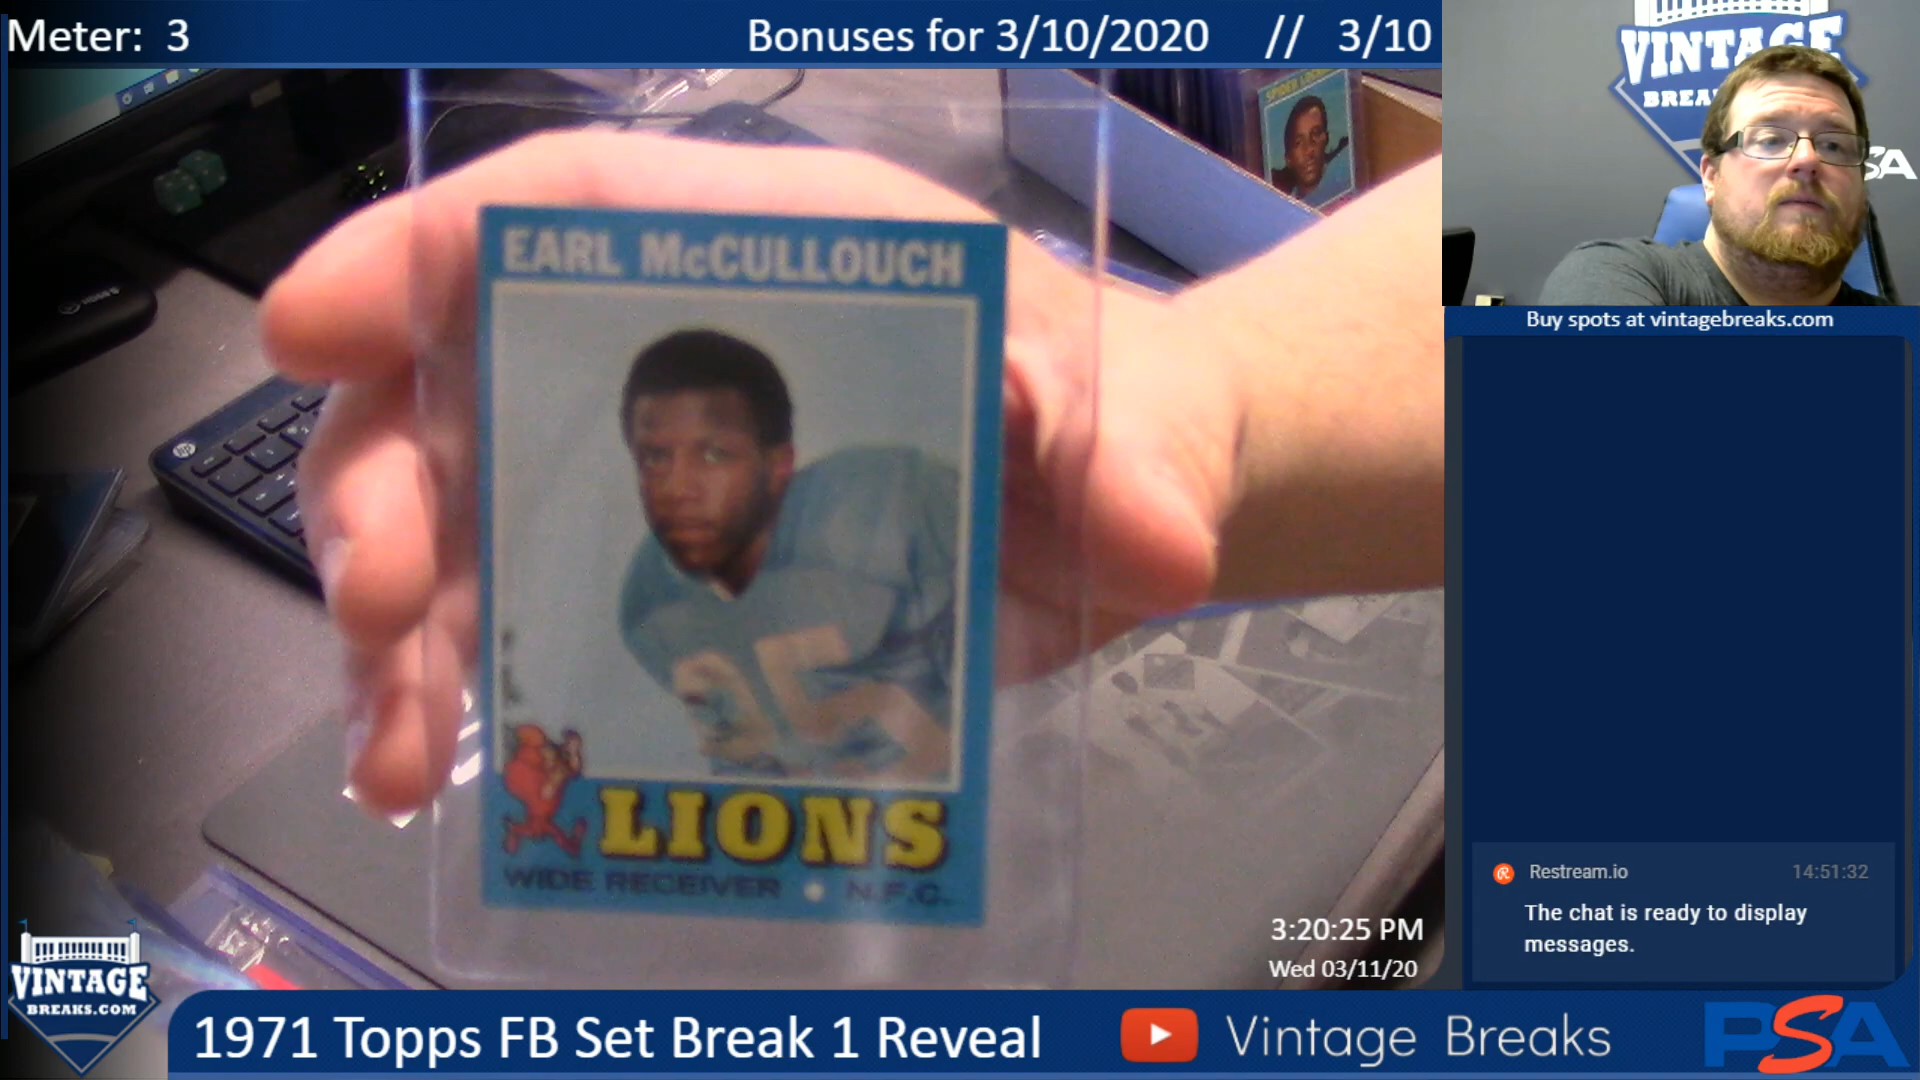 Meter: 3
Bonuses for 3/10/2020 // 3/10
VINTAGE
BREA
SA
EARL McCULLOUCH
LIONS
WIDE RECEIVER • N.F.C.
Buy spots at vintagebreaks.com
Restream.io 14:51:32
The chat is ready to display
messages.
3:20:25 PM
Wed 03/11/20
VINTAGE
BREAKS.COM
1971 Topps FB Set Break 1 Reveal
Vintage Breaks
PSA